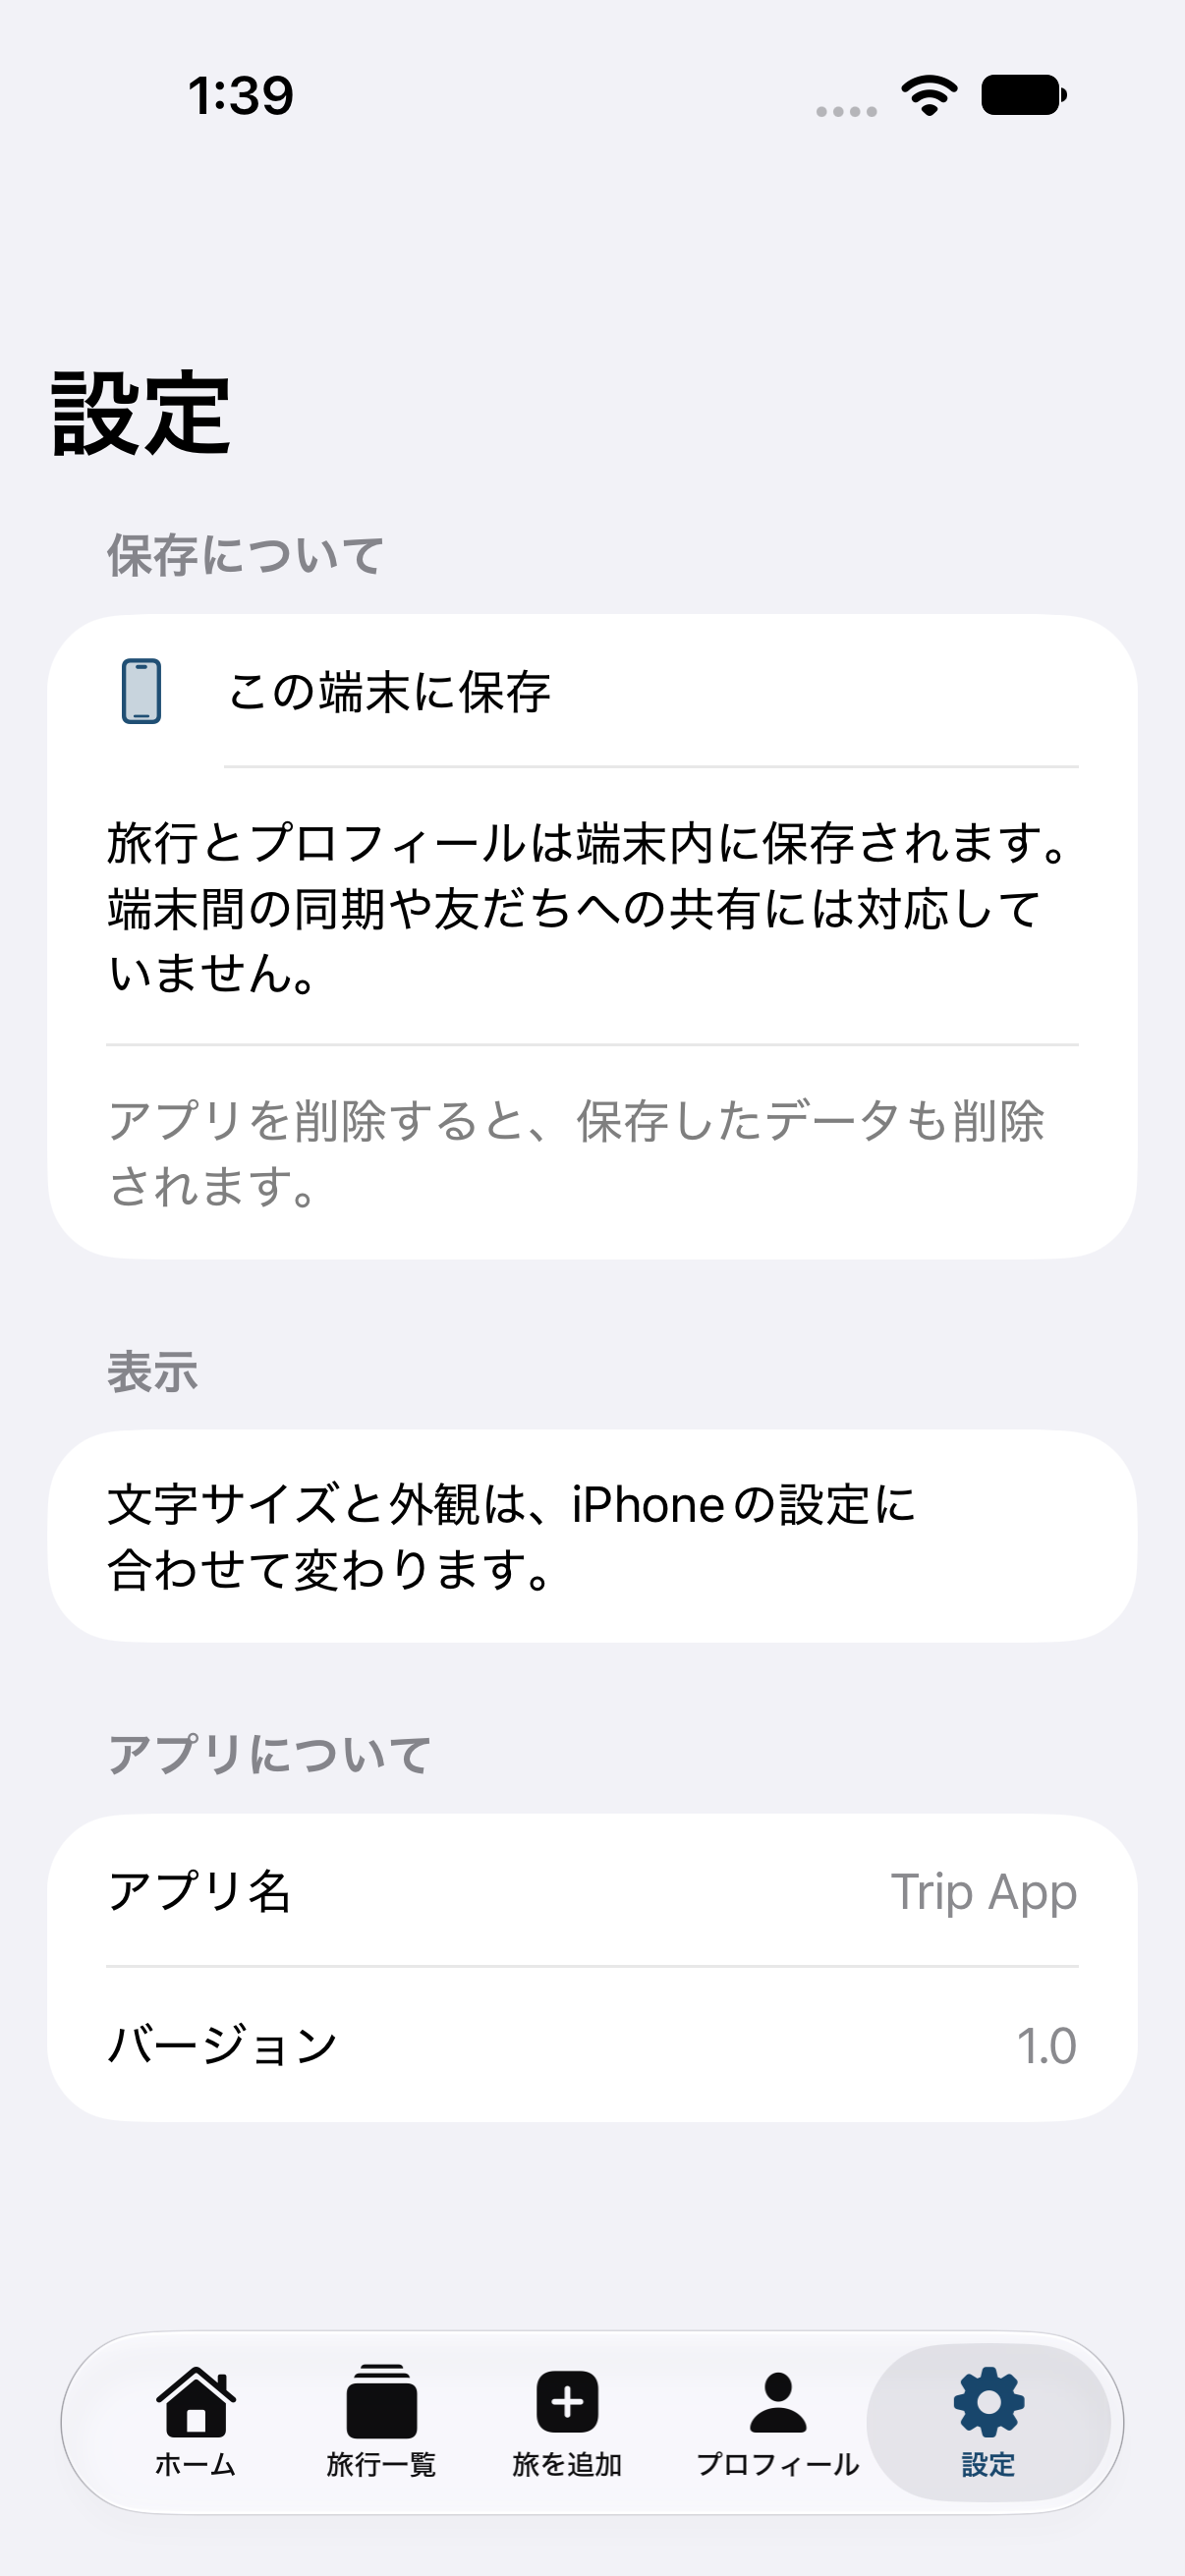 1:39
設定
保存について
この端末に保存
旅行とプロフィールは端末内に保存されます。
端末間の同期や友だちへの共有には対応して
いません。
アプリを削除すると、保存したデータも削除
されます。
表示
文字サイズと外観は、iPhoneの設定に
合わせて変わります。
アプリについて
アプリ名 Trip App
バージョン 1.0
ホーム 旅行一覧 旅を追加 プロフィール 設定